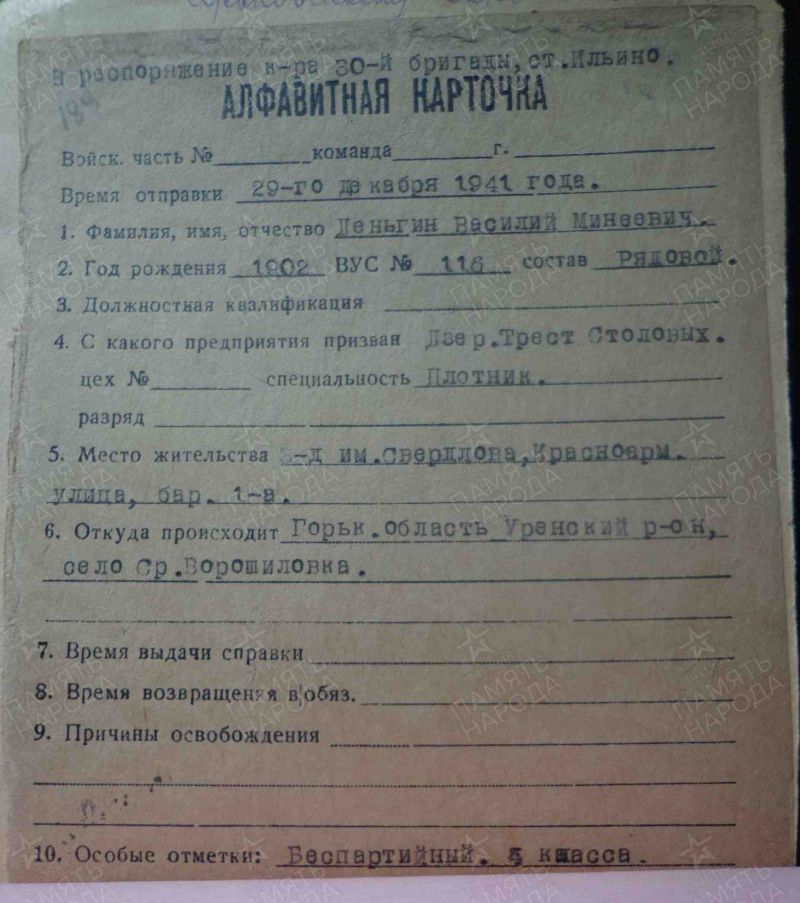 В распоряжение к-ра 30-й бригады, ст.Ильино.
АЛФАВИТНАЯ КАРТОЧКА
Войск. часть № команда г.
Время отправки 29-го декабря 1941 года.
1. Фамилия, имя, отчество Деньгин Василий Минеевич.
2. Год рождения 1902 ВУС № 116 состав рядовой.
3. Должностная квалификация
4. С какого предприятия призван Дзер.Трест Столовых.
цех № специальность Плотник.
разряд
5. Место жительства -д им.Свердлова,Красноарм.
улица, бар. 1-а.
6. Откуда происходит Горьк.область Уренский р-он,
село Ср.Ворошиловка.
7. Время выдачи справки
8. Время возвращения в обяз.
9. Причины освобождения
10. Особые отметки: Беспартийный. 4 класса.
ПАМЯТЬ НАРОДА